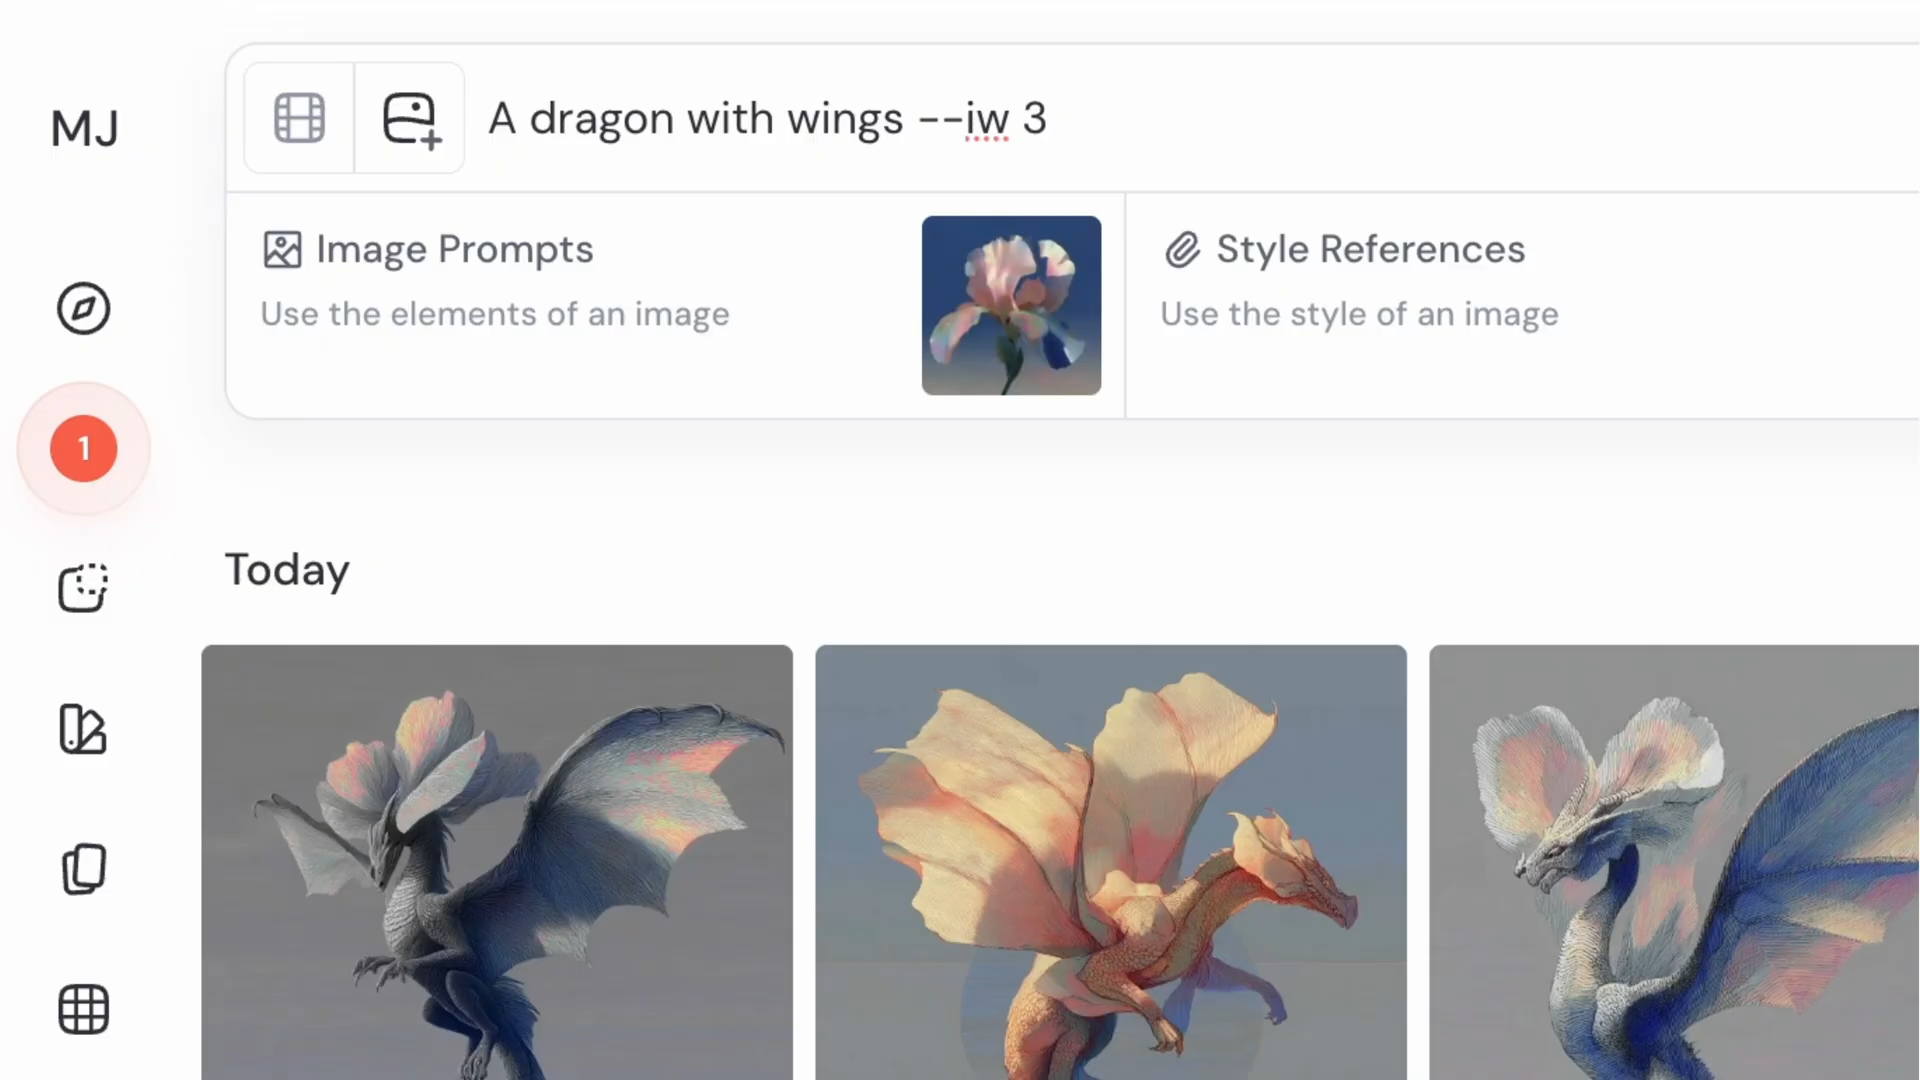 MJ
A dragon with wings --iw 3
Image Prompts
Use the elements of an image
Style References
Use the style of an image
1
Today